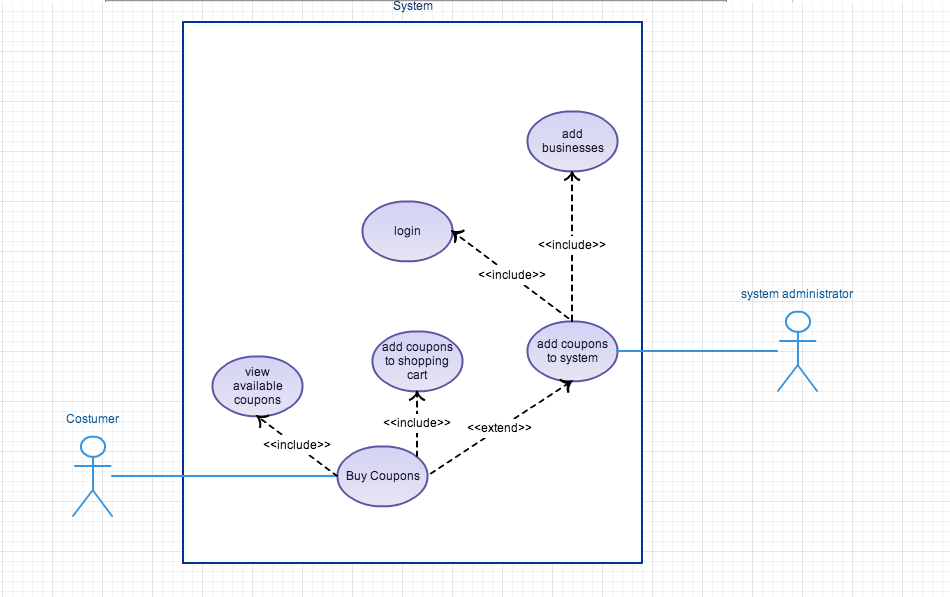 System
add
businesses
login
<<include>>
<<include>>
system administrator
add coupons
to system
add coupons
to shopping
cart
view
available
coupons
Costumer
<<include>>
<<extend>>
<<include>>
Buy Coupons